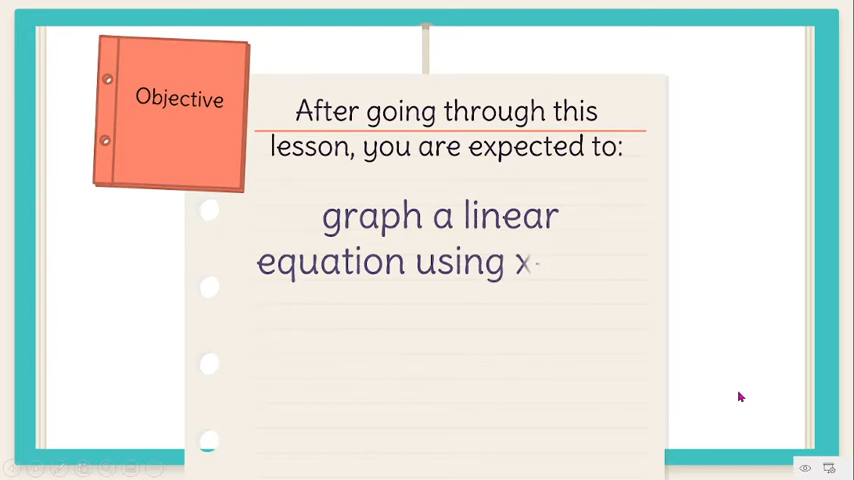 Objective
After going through this
lesson, you are expected to:
graph a linear
equation using x-